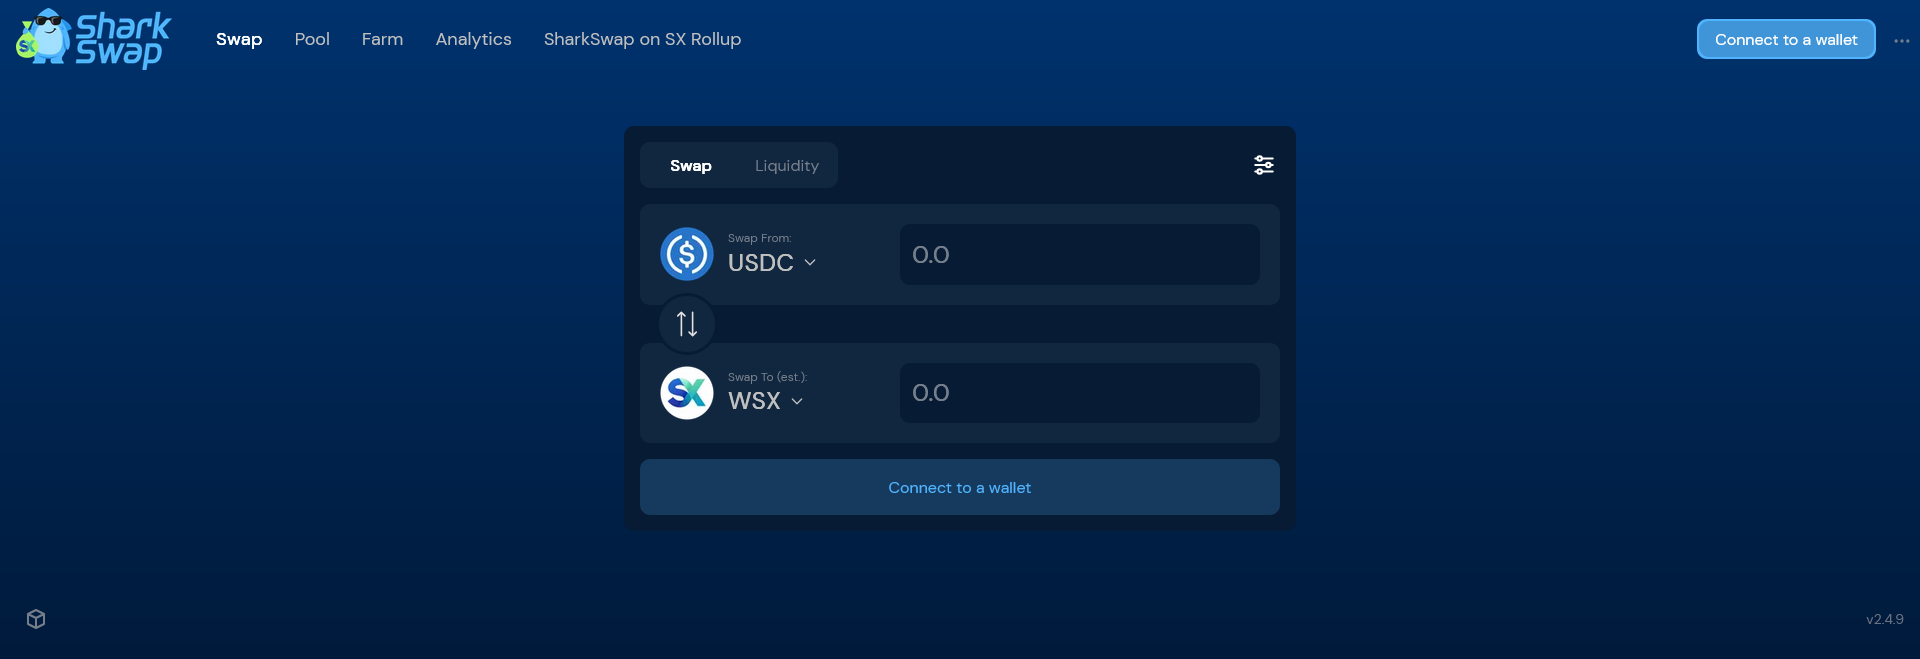 Shark
Swap
Swap Pool Farm Analytics SharkSwap on SX Rollup
Connect to a wallet
Swap Liquidity
Swap From:
USDC
0.0
Swap To (est.):
WSX
0.0
SX
Connect to a wallet
v2.4.9